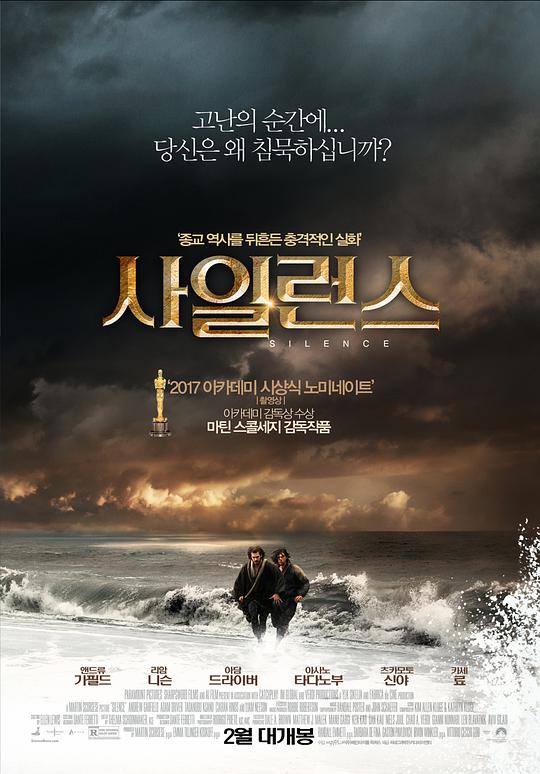 고난의 순간에...
당신은 왜 침묵하십니까?
'종교 역사를 뒤흔든 충격적인 실화'
사일런스
SILENCE
'2017 아카데미 시상식 노미네이트'
|촬영상|
아카데미 감독상 수상
마틴 스콜세지 감독작품
앤드류 가필드
리암 니슨
아담 드라이버
아사노 타다노부
츠카모토 신야
카세 료
PARAMOUNT PICTURES, SHARPSWORD FILMS
2월 대개봉